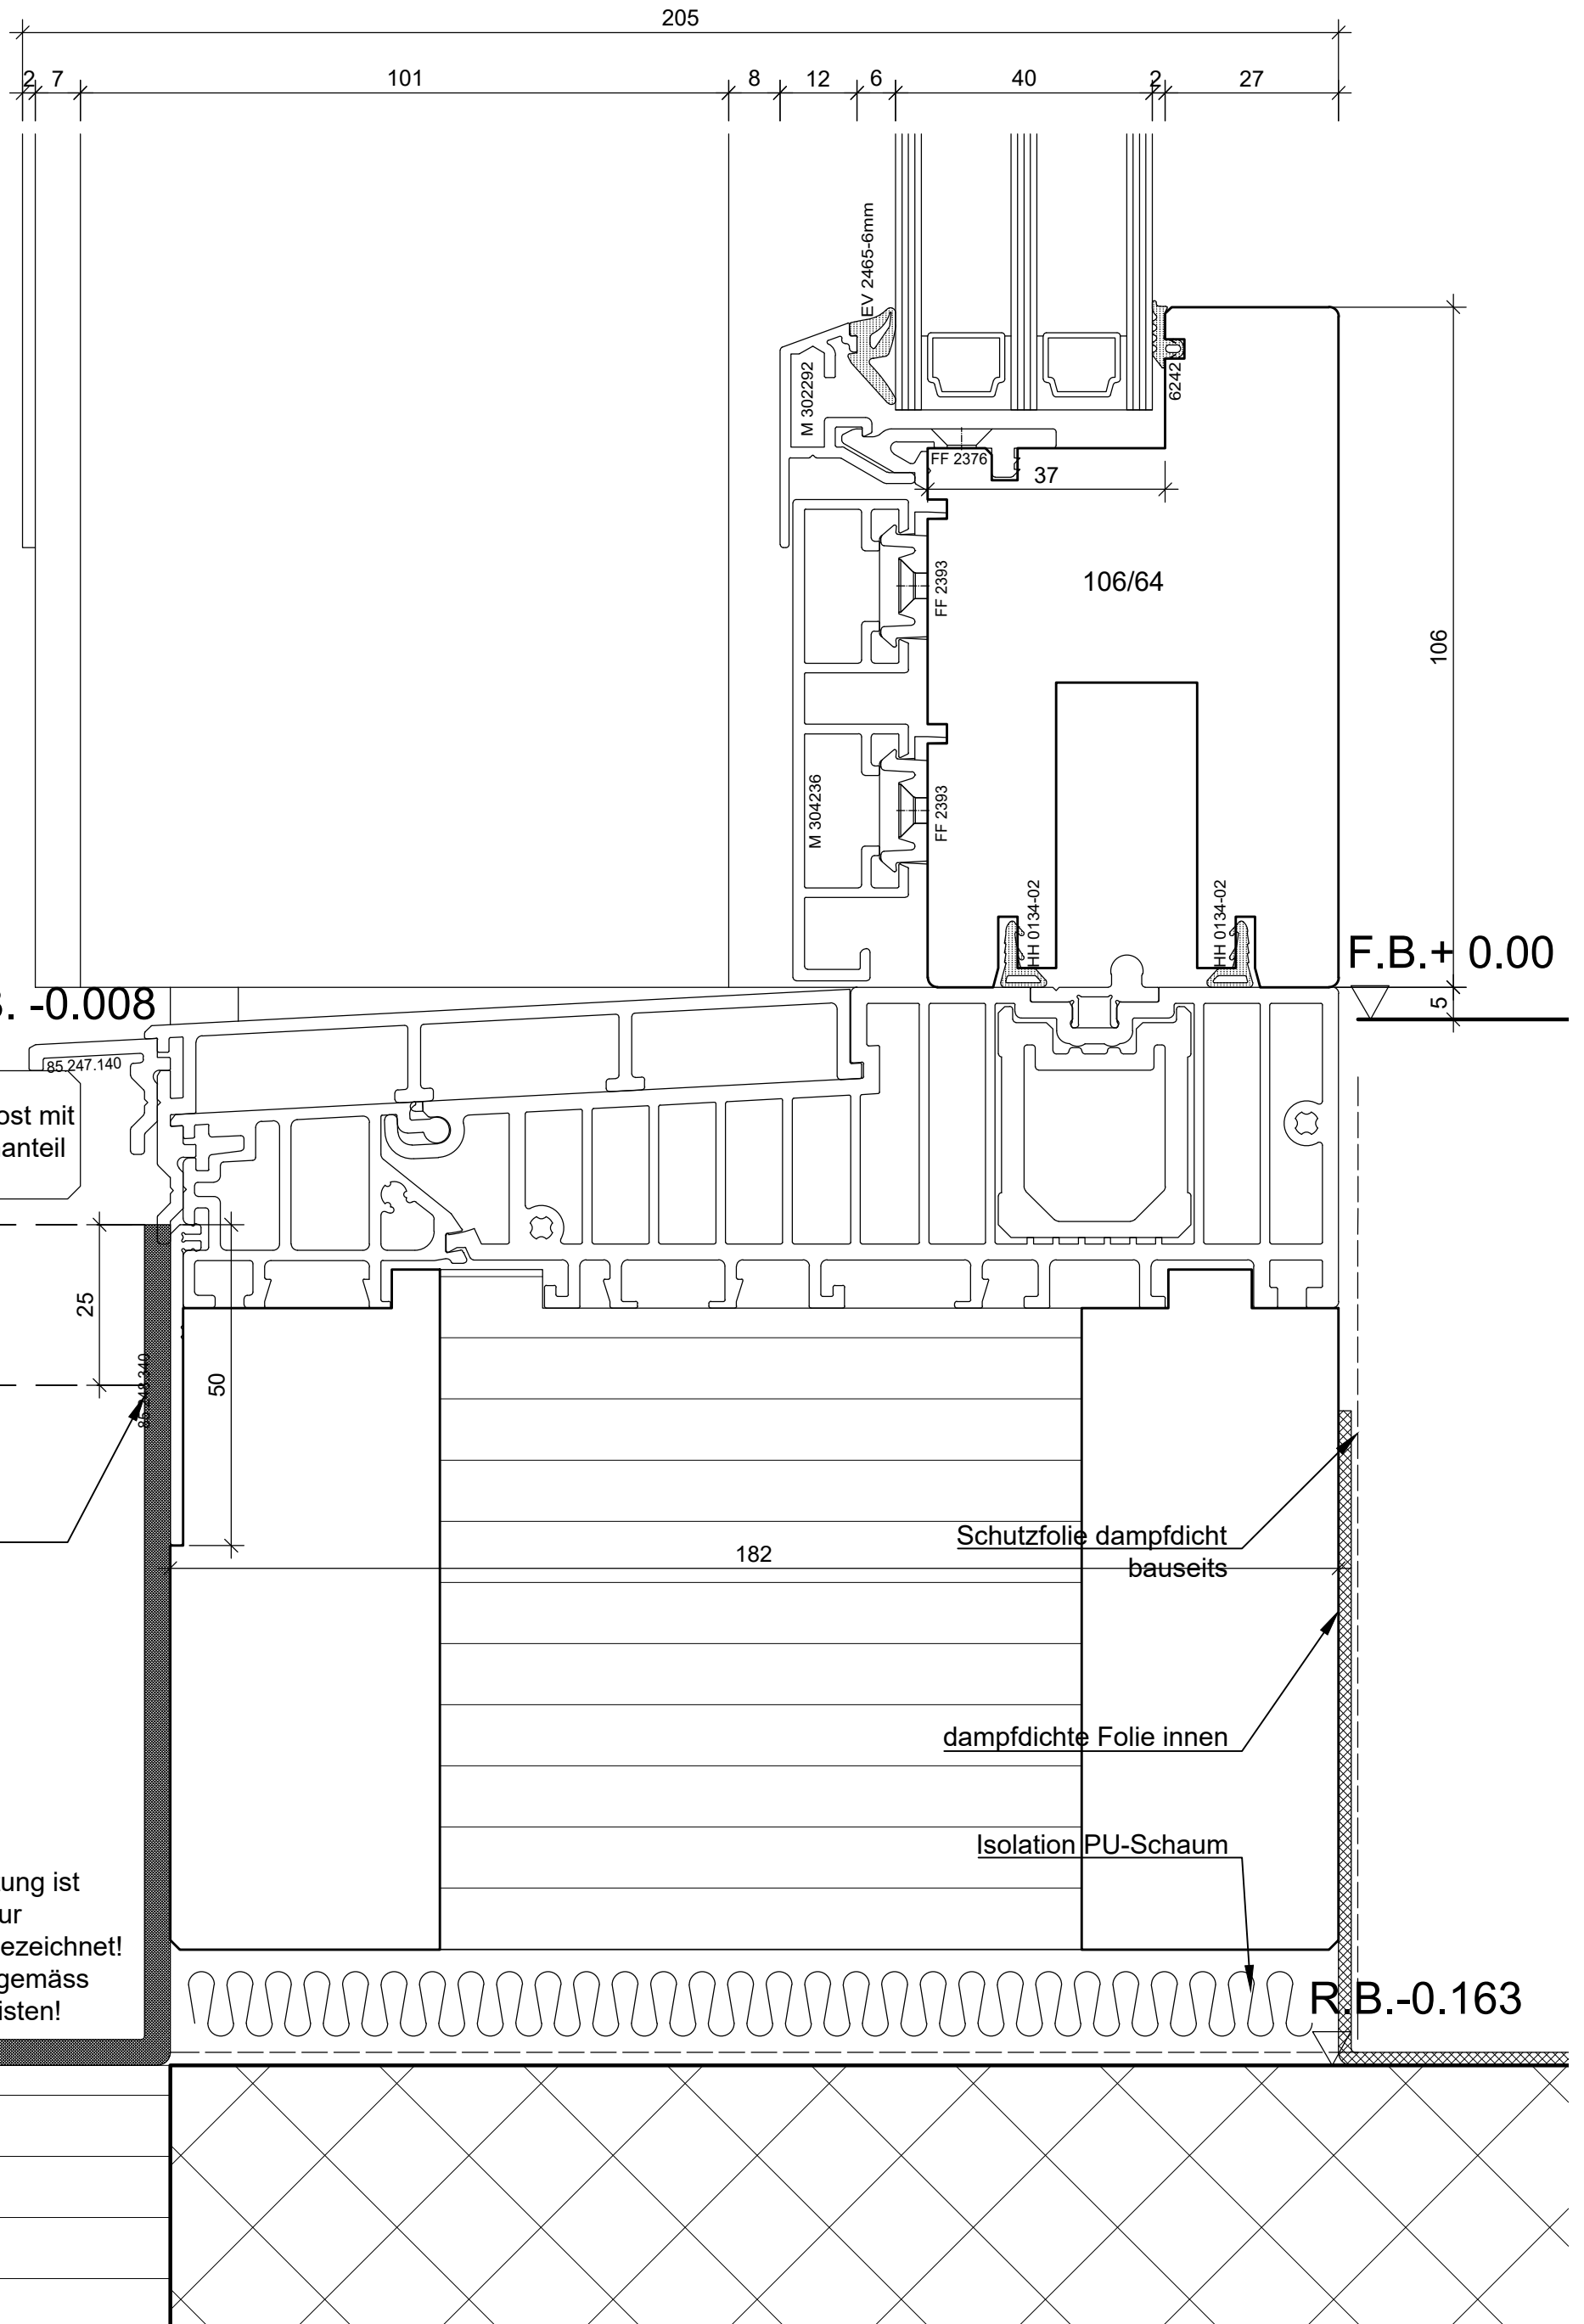 205
2 7 101 8 12 6 40 2 27
EV 2465-6mm
M 302292
6242
FF 2376
37
FF 2393
106/64
106
M 304236
FF 2393
HH 0134-02
HH 0134-02
F.B.+ 0.00
5
. -0.008
85.247.140
ost mit
anteil
25
50
85.248.340
Schutzfolie dampfdicht
bauseits
182
dampfdichte Folie innen
Isolation PU-Schaum
ung ist
ur
ezeichnet!
gemäss
isten!
R.B.-0.163